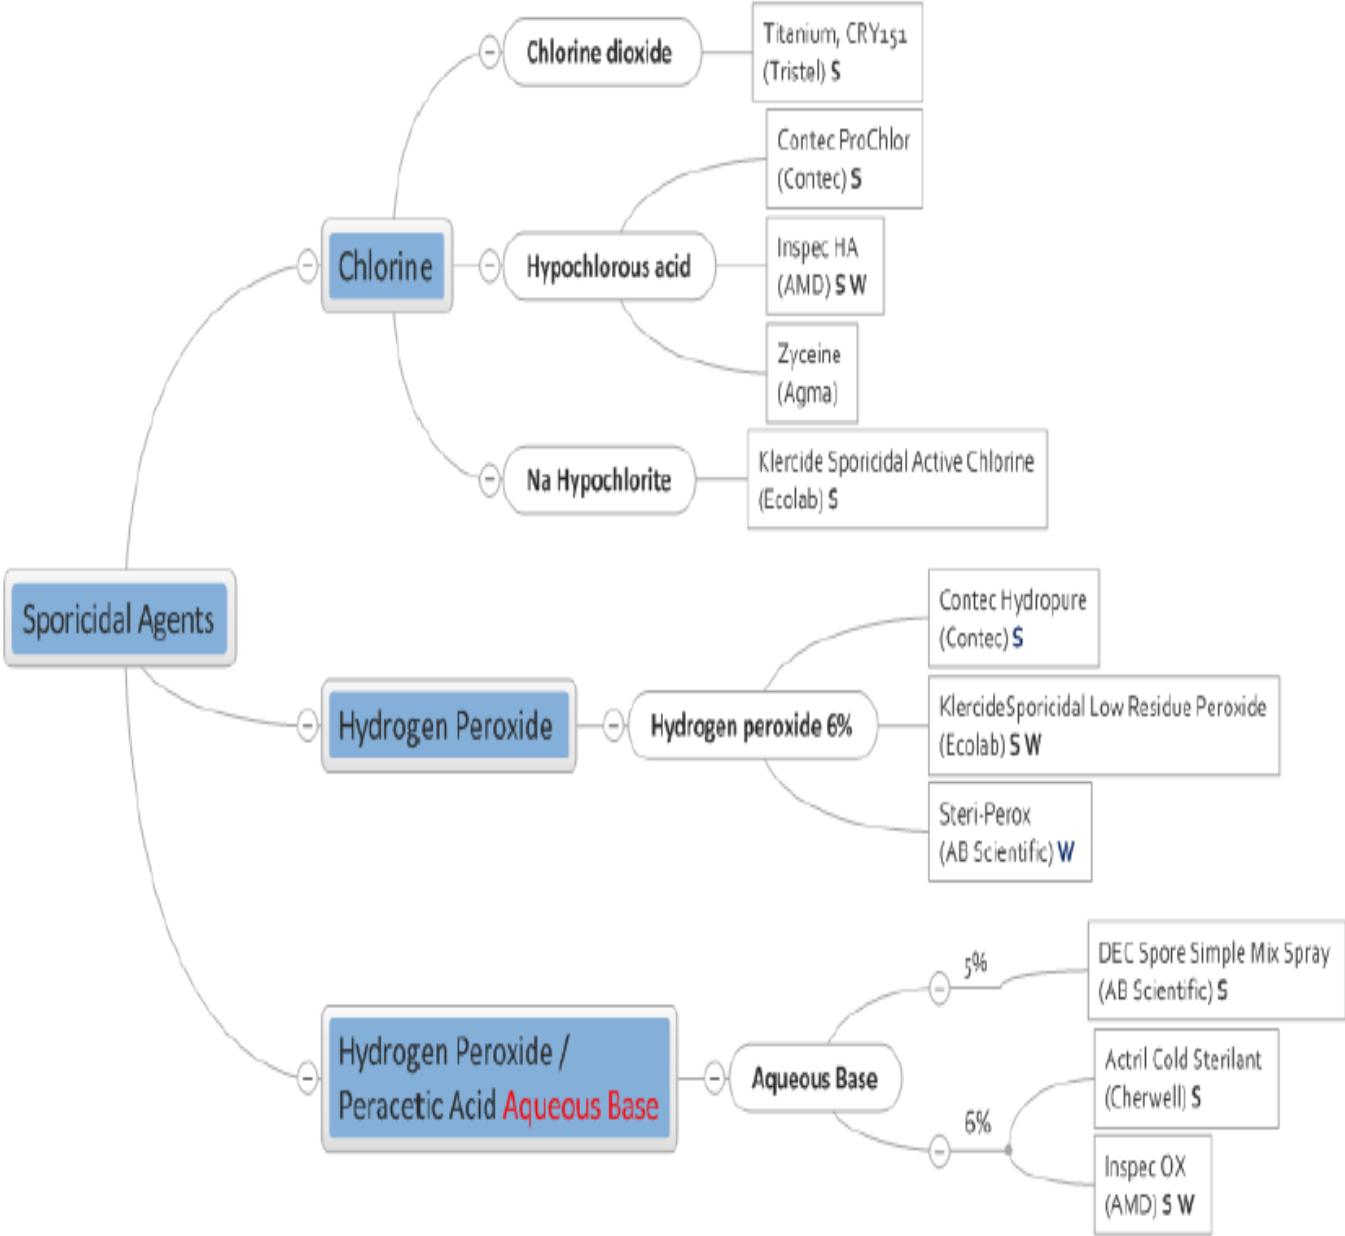 Chlorine dioxide
Titanium, CRY151
(Tristel) S
Contec ProChlor
(Contec) S
Chlorine
Hypochlorous acid
Inspec HA
(AMD) S W
Zyceine
(Agma)
Na Hypochlorite
Klercide Sporicidal Active Chlorine
(Ecolab) S
Sporicidal Agents
Contec Hydropure
(Contec) S
Hydrogen Peroxide
Hydrogen peroxide 6%
KlercideSporicidal Low Residue Peroxide
(Ecolab) S W
Steri-Perox
(AB Scientific) W
Hydrogen Peroxide /
Peracetic Acid Aqueous Base
Aqueous Base
5%
DEC Spore Simple Mix Spray
(AB Scientific) S
6%
Actril Cold Sterilant
(Cherwell) S
Inspec OX
(AMD) S W